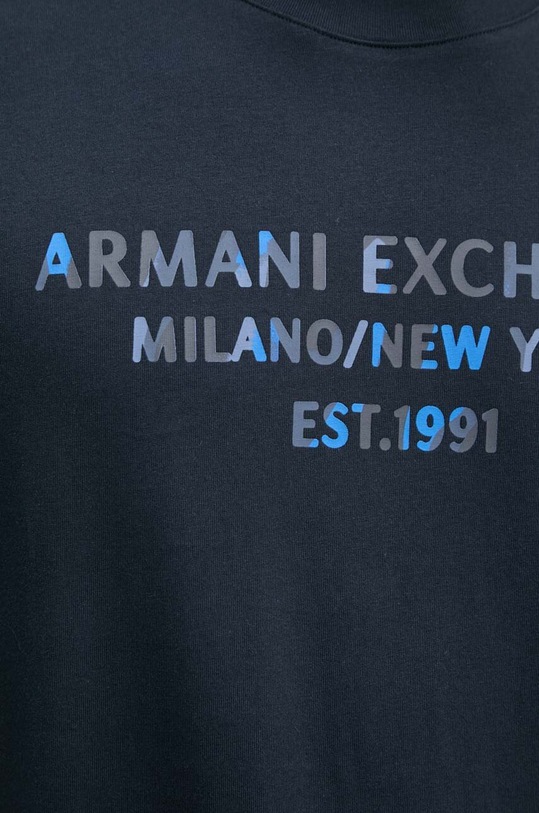 ARMANI EXCH
MILANO/NEW Y
EST.1991